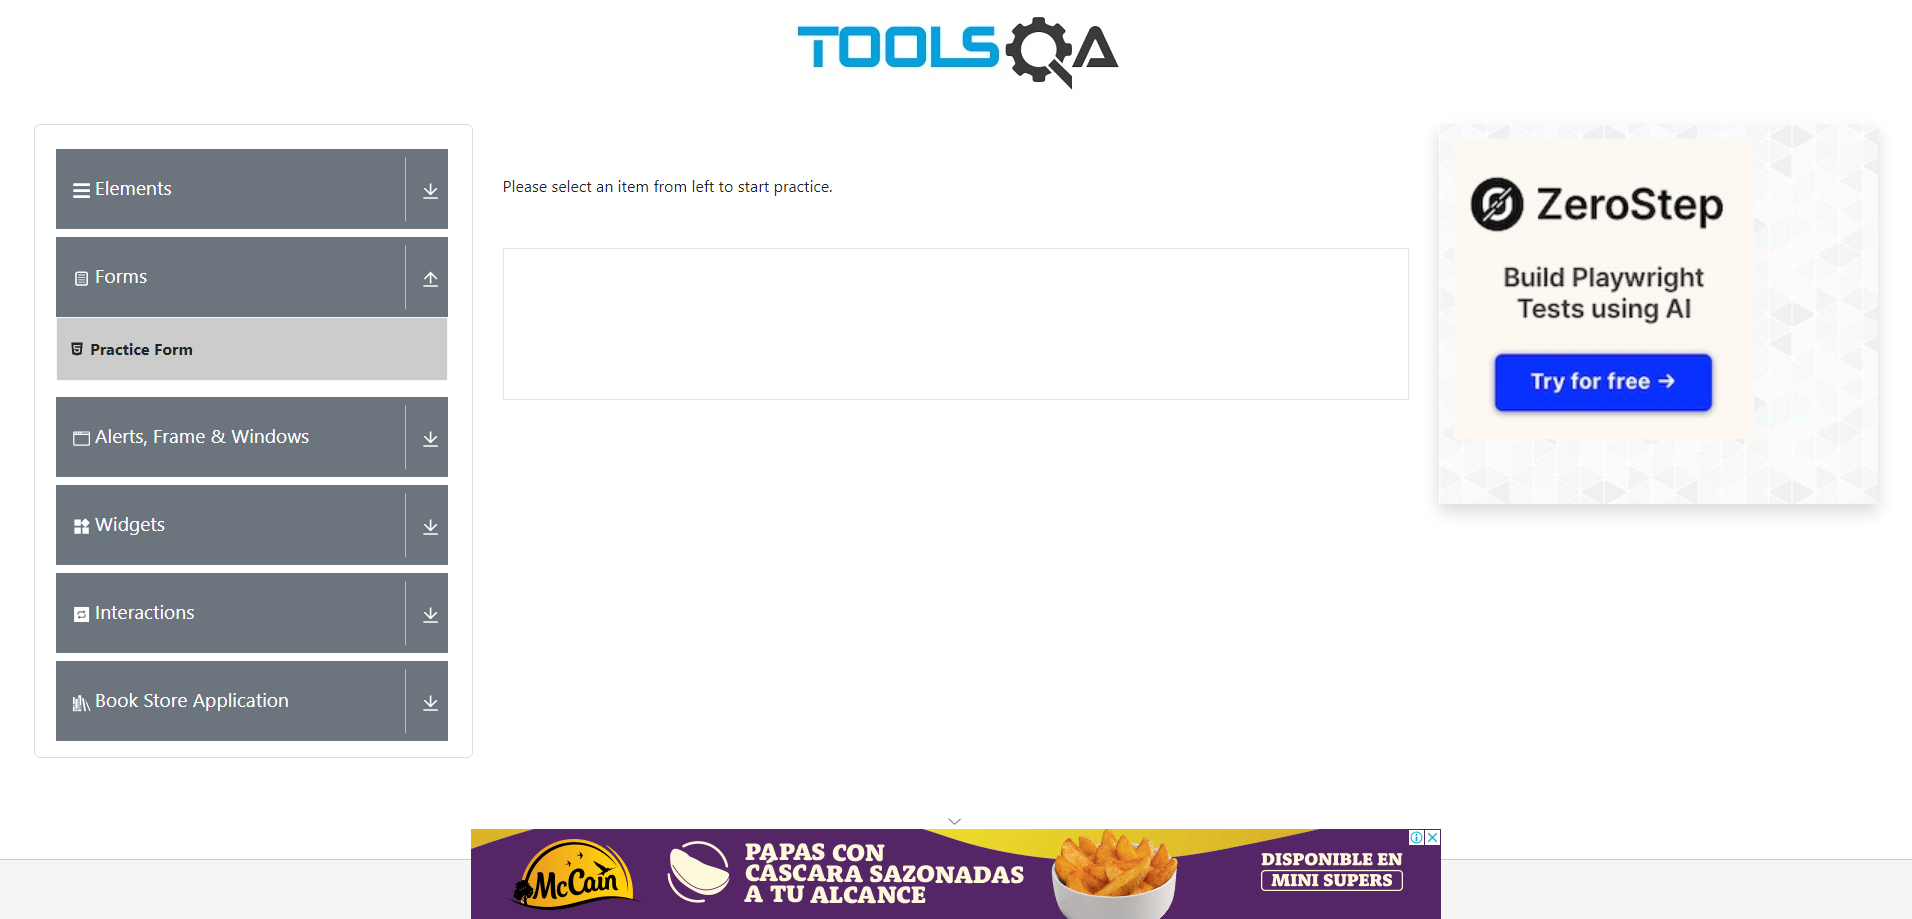 TOOLSQA
Elements
Forms
Practice Form
Alerts, Frame & Windows
Widgets
Interactions
Book Store Application
Please select an item from left to start practice.
ZeroStep
Build Playwright
Tests using AI
Try for free →
McCain
PAPAS CON
CÁSCARA SAZONADAS
A TU ALCANCE
DISPONIBLE EN
MINI SUPERS